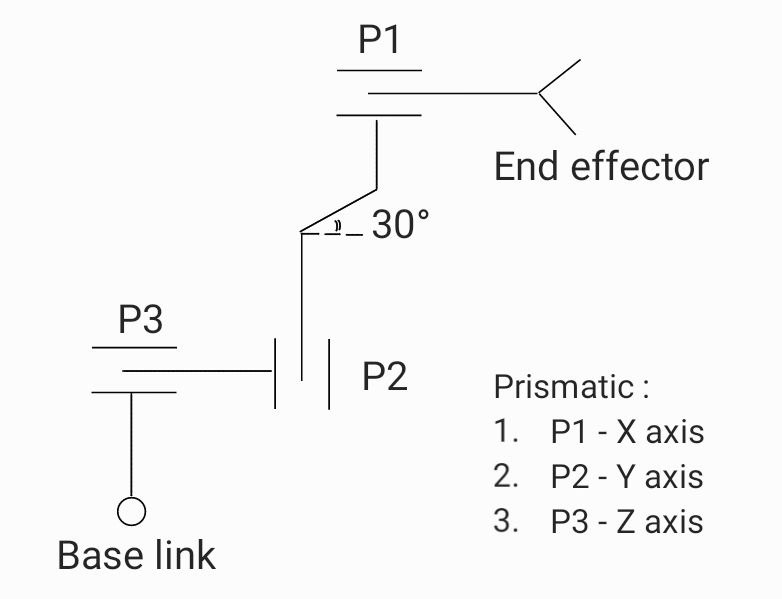 P1
End effector
30°
P3
P2
Prismatic :
1. P1 - X axis
2. P2 - Y axis
3. P3 - Z axis
Base link